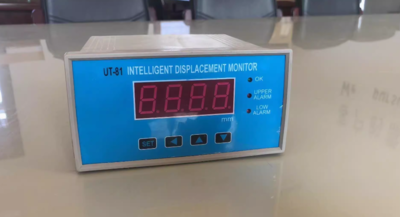 UT-81 INTELLIGENT DISPLACEMENT MONITOR
OK
8.8.8.8.
UPPER
ALARM
mm
LOW
ALARM
SET